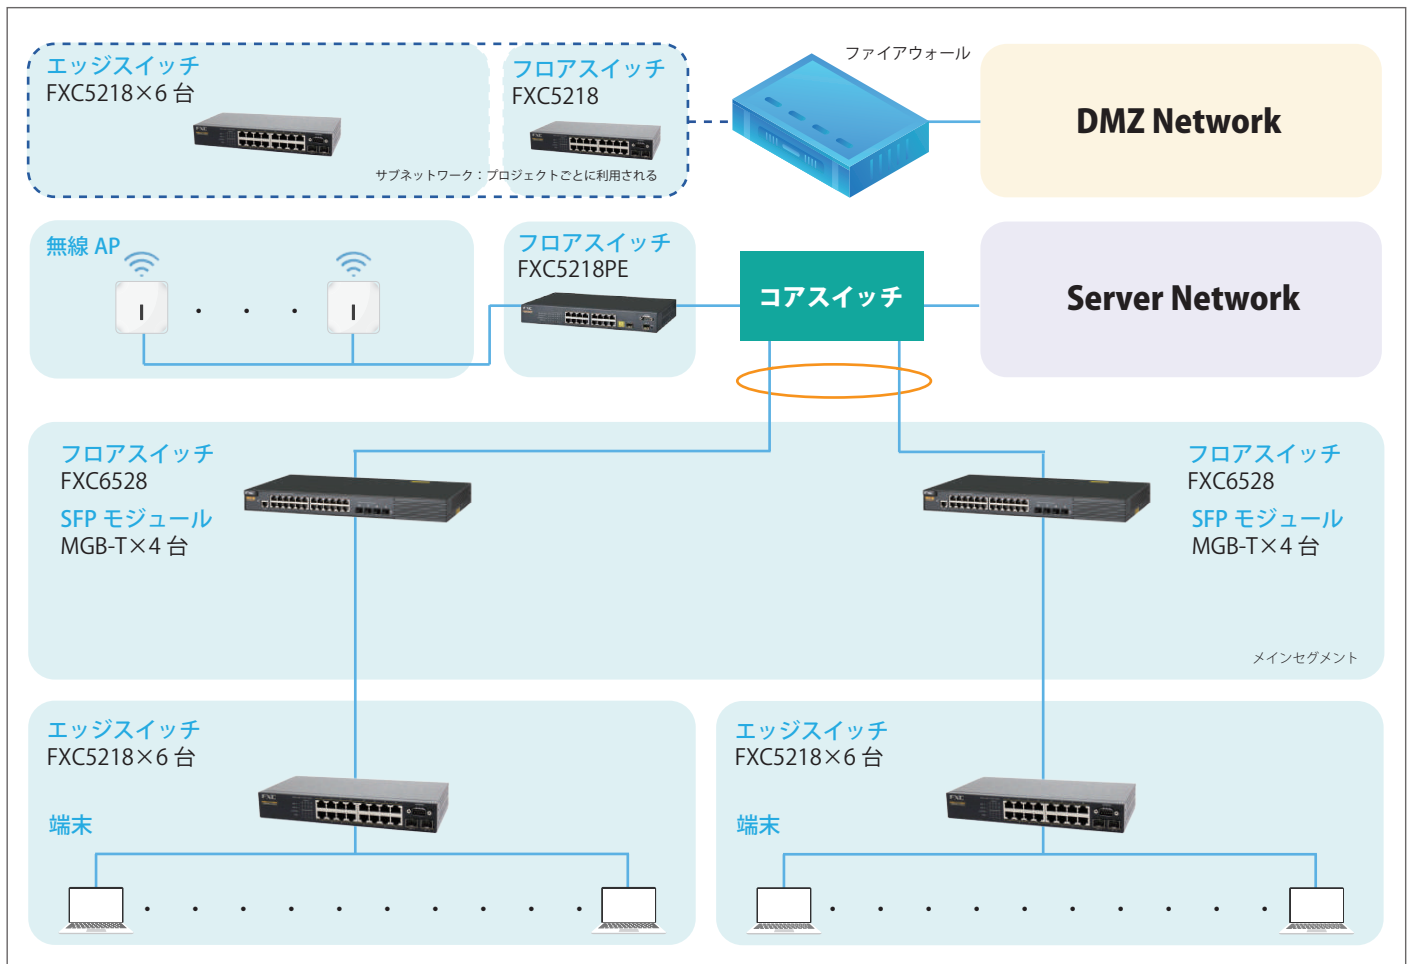 エッジスイッチ
FXC5218×6 台
フロアスイッチ
FXC5218
サブネットワーク：プロジェクトごとに利用される
ファイアウォール
DMZ Network
無線 AP
フロアスイッチ
FXC5218PE
コアスイッチ
Server Network
フロアスイッチ
FXC6528
SFP モジュール
MGB-T×4 台
フロアスイッチ
FXC6528
SFP モジュール
MGB-T×4 台
メインセグメント
エッジスイッチ
FXC5218×6 台
端末
エッジスイッチ
FXC5218×6 台
端末